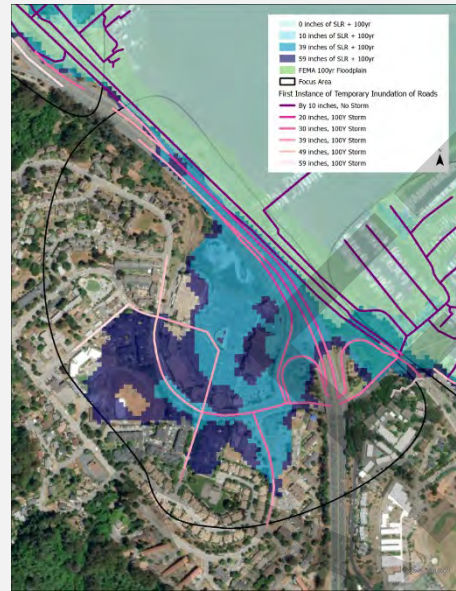 0 inches of SLR + 100yr
10 inches of SLR + 100yr
39 inches of SLR + 100yr
59 inches of SLR + 100yr
FEMA 100yr Floodplain
Focus Area
First Instance of Temporary Inundation of Roads
By 10 inches, No Storm
20 inches, 100Y Storm
30 inches, 100Y Storm
39 inches, 100Y Storm
49 inches, 100Y Storm
59 inches, 100Y Storm